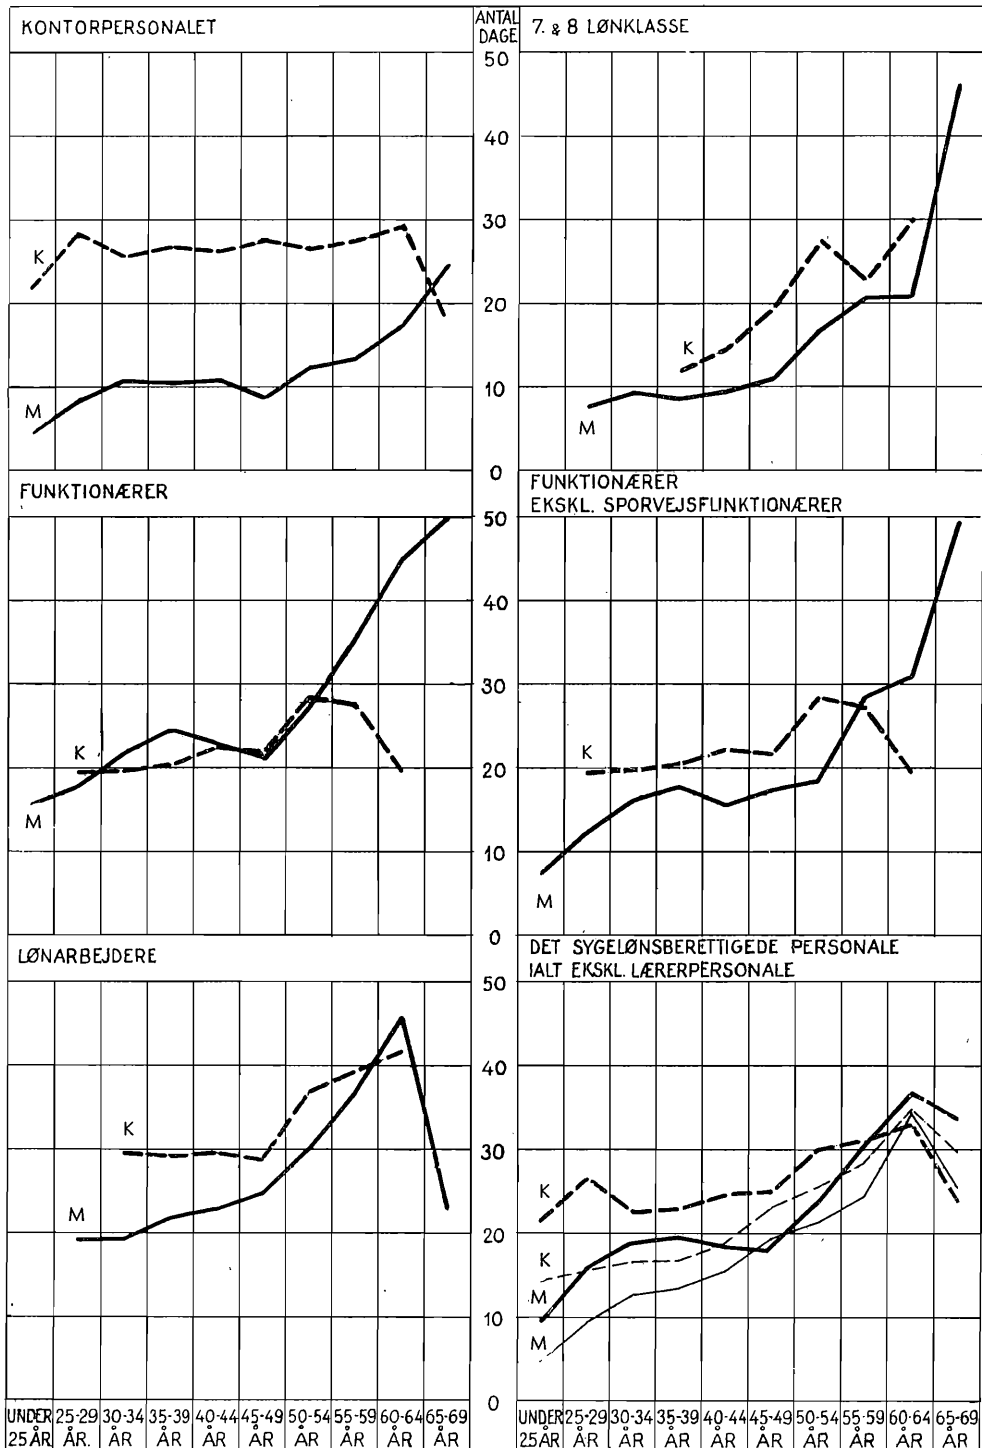 KONTORPERSONALET
ANTAL
DAGE
7. & 8 LØNKLASSE
50
40
30
20
10
0
K
M
K
M
FUNKTIONÆRER
FUNKTIONÆRER
EKSKL. SPORVEJSFUNKTIONÆRER
50
40
30
20
10
0
K
M
K
M
LØNARBEJDERE
DET SYGELØNSBERETTIGEDE PERSONALE
IALT EKSKL. LÆRERPERSONALE
50
40
30
20
10
0
K
M
K
K
M
M
UNDER 25-29 30-34 35-39 40-44 45-49 50-54 55-59 60-64 65-69
25 ÅR ÅR. ÅR ÅR ÅR ÅR ÅR ÅR ÅR ÅR
UNDER 25-29 30-34 35-39 40-44 45-49 50-54 55-59 60-64 65-69
25 ÅR ÅR ÅR ÅR ÅR ÅR ÅR ÅR ÅR ÅR